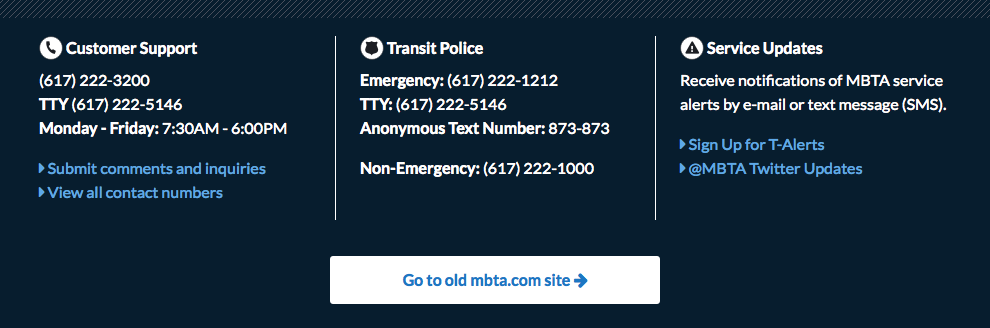 Customer Support
(617) 222-3200
TTY (617) 222-5146
Monday - Friday: 7:30AM - 6:00PM
Submit comments and inquiries
View all contact numbers
Transit Police
Emergency: (617) 222-1212
TTY: (617) 222-5146
Anonymous Text Number: 873-873
Non-Emergency: (617) 222-1000
Service Updates
Receive notifications of MBTA service
alerts by e-mail or text message (SMS).
Sign Up for T-Alerts
@MBTA Twitter Updates
Go to old mbta.com site